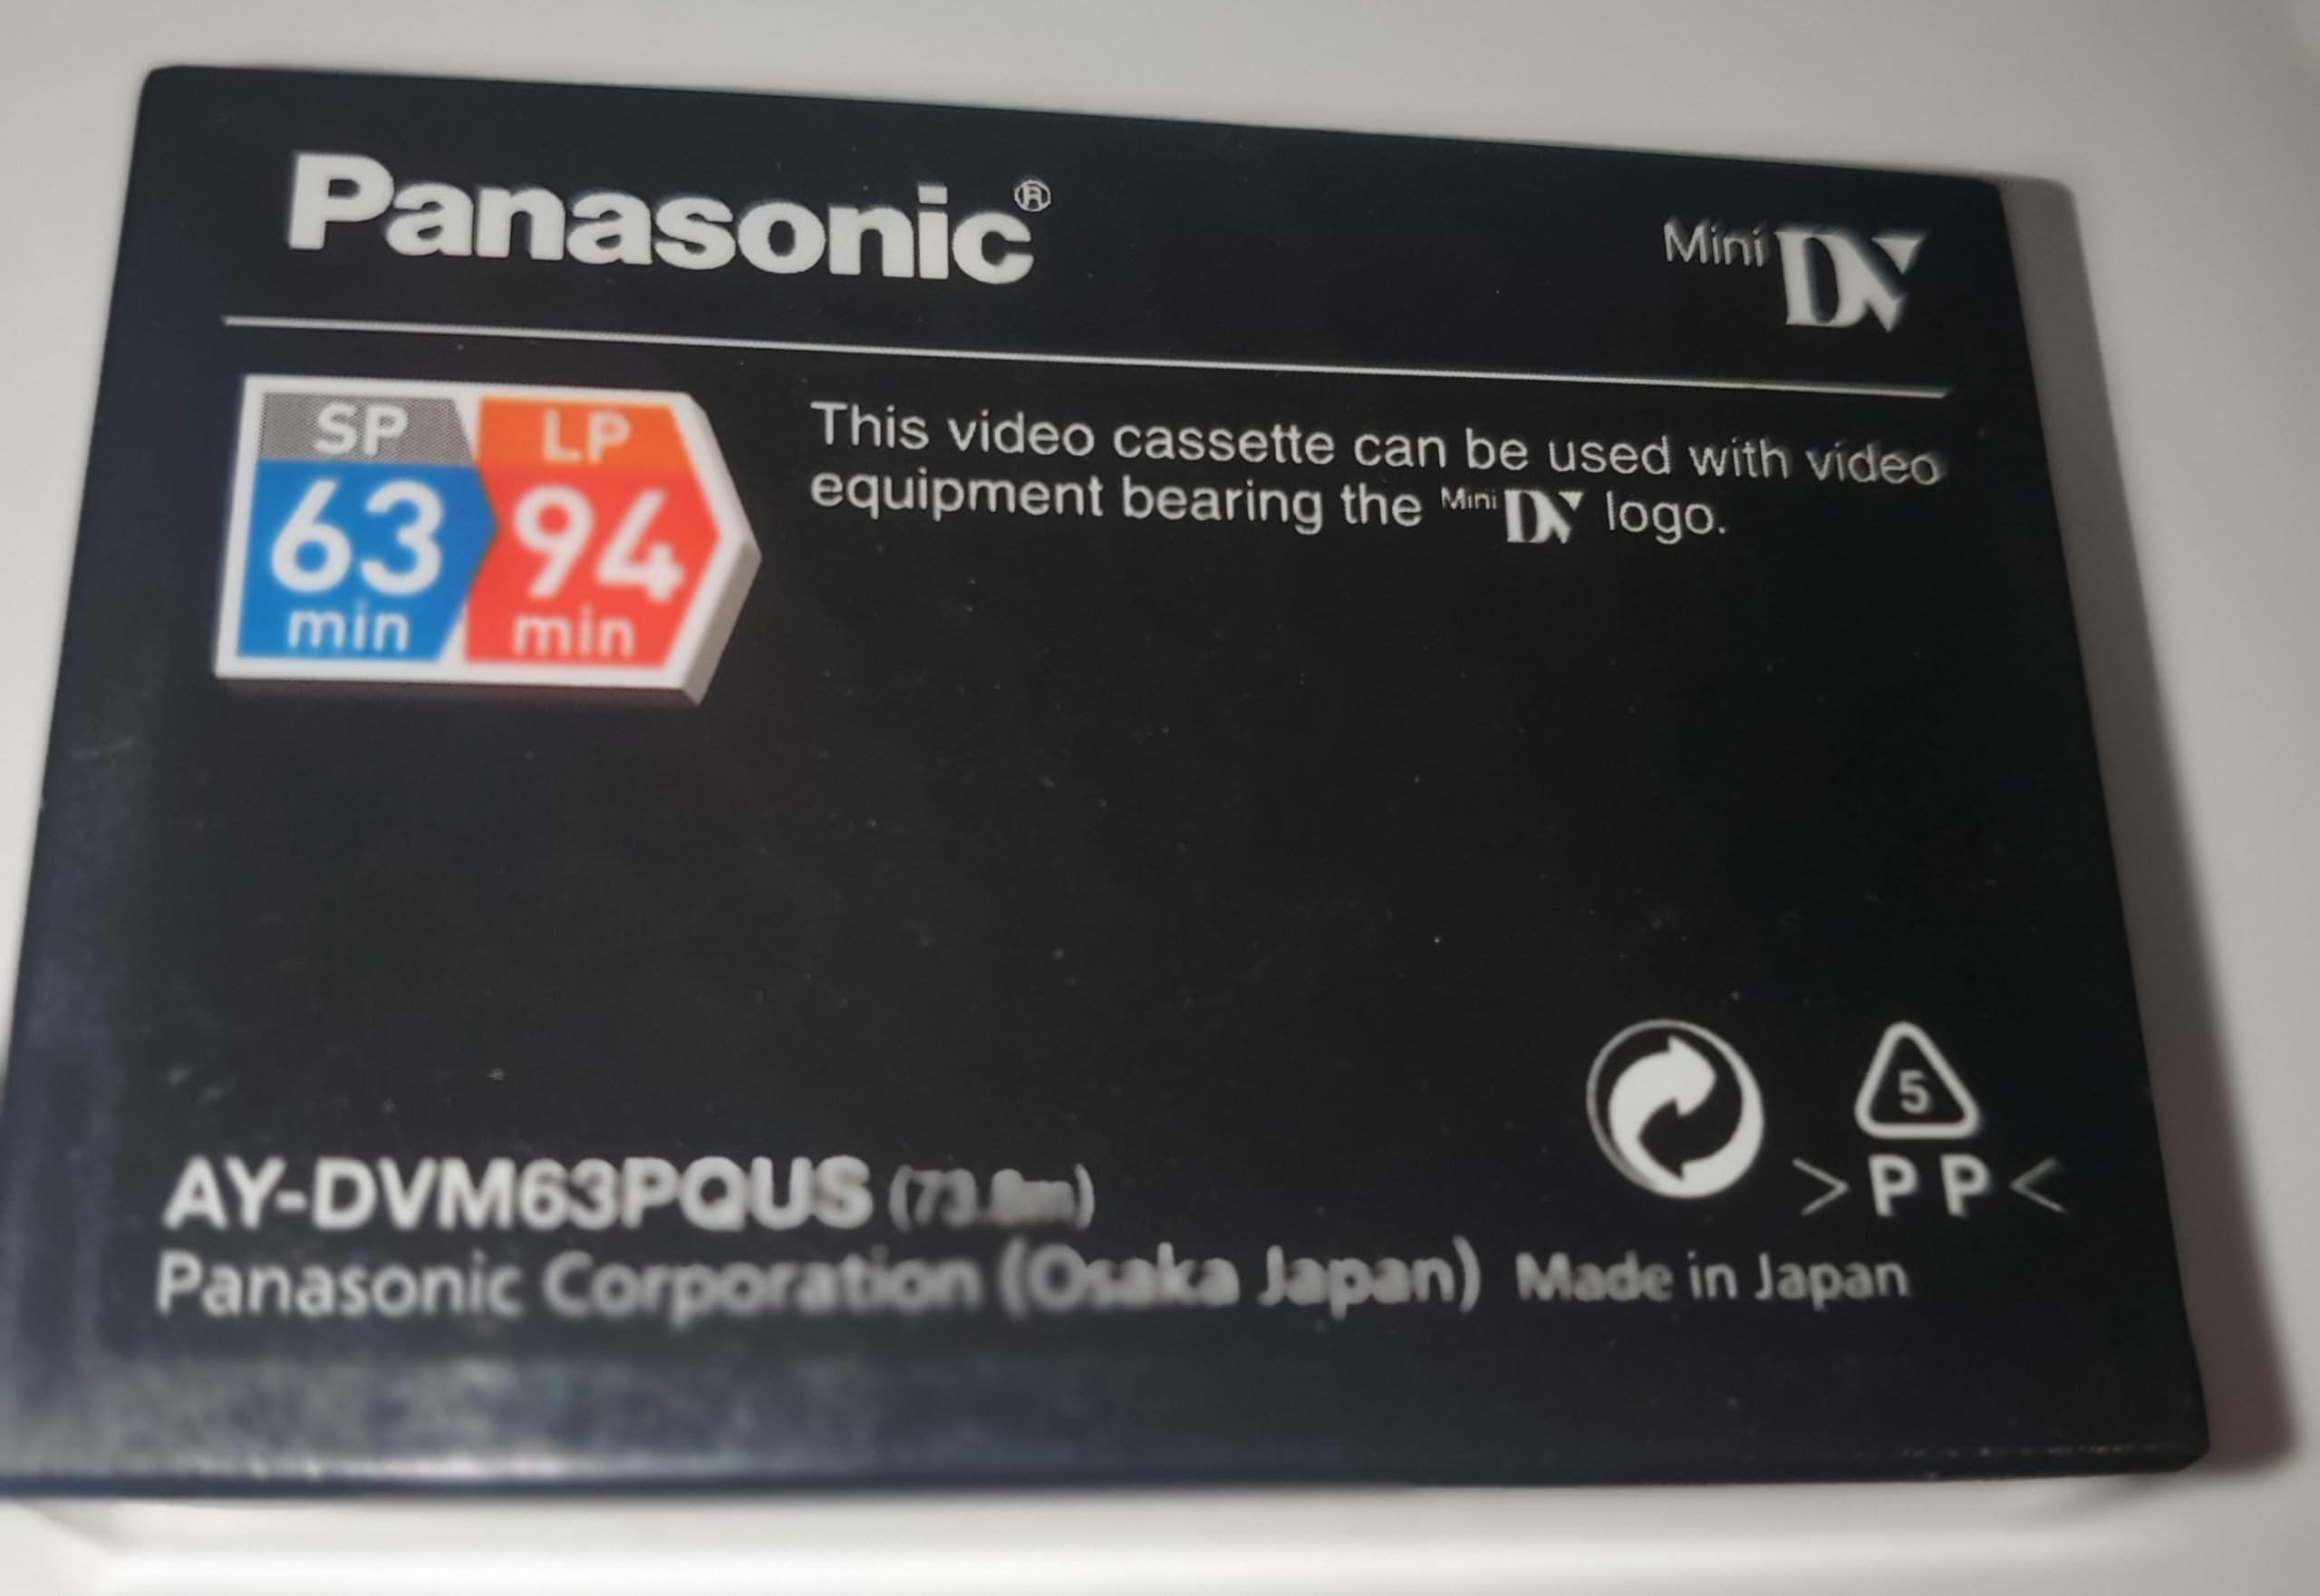 Panasonic®
Mini DV
SP LP
63 94
min min
This video cassette can be used with video
equipment bearing the Mini DV logo.
5
>PP<
AY-DVM63PQUS
Panasonic Corporation (Osaka Japan) Made in Japan